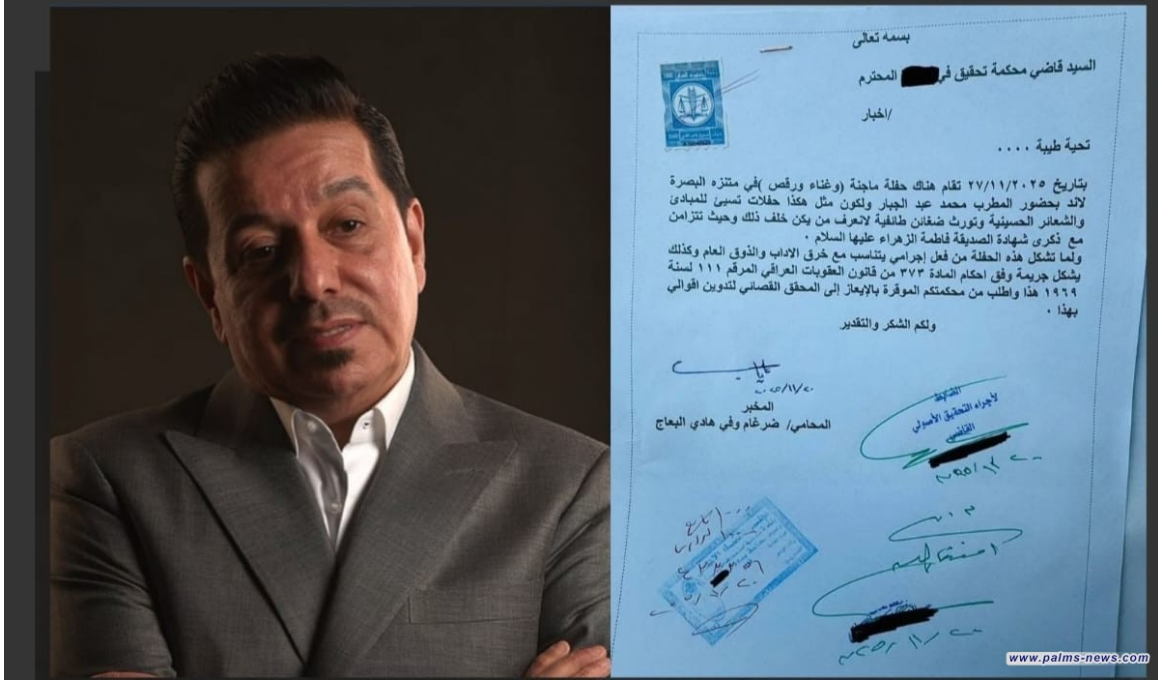 بسمه تعالى
السيد قاضي محكمة تحقيق في المحترم
/اخبار
تحية طيبة ....
بتاريخ ٢٧/١١/٢٠٢٥ تقام هناك حفلة ماجنة (وغناء ورقص )في متنزه البصرة
لاند بحضور المطرب محمد عبد الجبار ولكون مثل هكذا حفلات تسيئ للمبادئ
والشعائر الحسينية وتورث ضغائن طائفية لانعرف من يكن خلف ذلك وحيث تتزامن
مع ذكرى شهادة الصديقة فاطمة الزهراء عليها السلام .
ولما تشكل هذه الحفلة من فعل إجرامي يتناسب مع خرق الاداب والذوق العام وكذلك
يشكل جريمة وفق احكام المادة ٣٧٣ من قانون العقوبات العراقي المرقم ١١١ لسنة
١٩٦٩ هذا واطلب من محكمتكم الموقرة بالإيعاز إلى المحقق القصائي لتدوين اقوالي
بهذا .
ولكم الشكر والتقدير
المخبر
المحامي/ ضرغام وفي هادي البعاج
الضابط
لأجراء التحقيق الأصولي
القاضي
www.palms-news.com